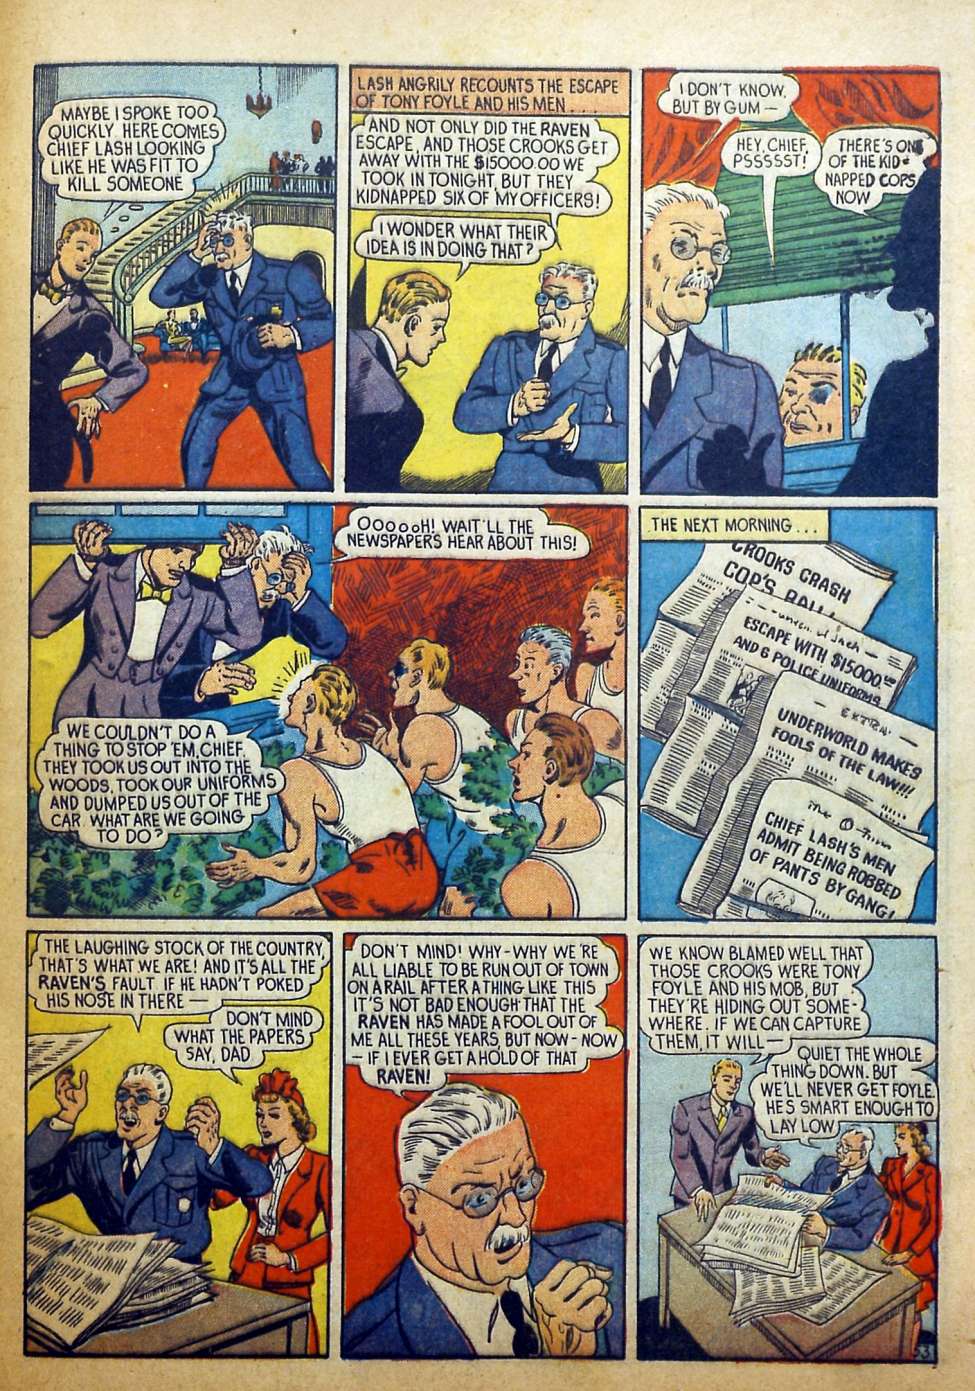 MAYBE I SPOKE TOO
QUICKLY. HERE COMES
CHIEF LASH LOOKING
LIKE HE WAS FIT TO
KILL SOMEONE
LASH ANGRILY RECOUNTS THE ESCAPE
OF TONY FOYLE AND HIS MEN....
AND NOT ONLY DID THE RAVEN
ESCAPE, AND THOSE CROOKS GET
AWAY WITH THE $15000.00 WE
TOOK IN TONIGHT, BUT THEY
KIDNAPPED SIX OF MY OFFICERS!
I WONDER WHAT THEIR
IDEA IS IN DOING THAT?
I DON'T KNOW.
BUT BY GUM—
HEY, CHIEF,
PSSSSST!
THERE'S ONE
OF THE KID-
NAPPED COPS
NOW
OOOOOH! WAIT'LL THE
NEWSPAPERS HEAR ABOUT THIS!
WE COULDN'T DO A
THING TO STOP 'EM, CHIEF.
THEY TOOK US OUT INTO THE
WOODS, TOOK OUR UNIFORMS
AND DUMPED US OUT OF THE
CAR. WHAT ARE WE GOING
TO DO?
THE NEXT MORNING...
CROOKS CRASH
COP'S BALL!
ESCAPE WITH $15000.00
AND 6 POLICE UNIFORMS
— EXTRA —
UNDERWORLD MAKES
FOOLS OF THE LAW!!!
The
CHIEF LASH'S MEN
ADMIT BEING ROBBED
OF PANTS BY GANG!
THE LAUGHING STOCK OF THE COUNTRY,
THAT'S WHAT WE ARE! AND IT'S ALL THE
RAVEN'S FAULT. IF HE HADN'T POKED
HIS NOSE IN THERE—
DON'T MIND
WHAT THE PAPERS
SAY, DAD.
DON'T MIND! WHY-WHY WE'RE
ALL LIABLE TO BE RUN OUT OF TOWN
ON A RAIL AFTER A THING LIKE THIS
IT'S NOT BAD ENOUGH THAT THE
RAVEN HAS MADE A FOOL OUT OF
ME ALL THESE YEARS, BUT NOW-NOW
—IF I EVER GET A HOLD OF THAT
RAVEN!
WE KNOW BLAMED WELL THAT
THOSE CROOKS WERE TONY
FOYLE AND HIS MOB, BUT
THEY'RE HIDING OUT SOME-
WHERE. IF WE CAN CAPTURE
THEM, IT WILL—
QUIET THE WHOLE
THING DOWN. BUT
WE'LL NEVER GET FOYLE.
HE'S SMART ENOUGH TO
LAY LOW
53